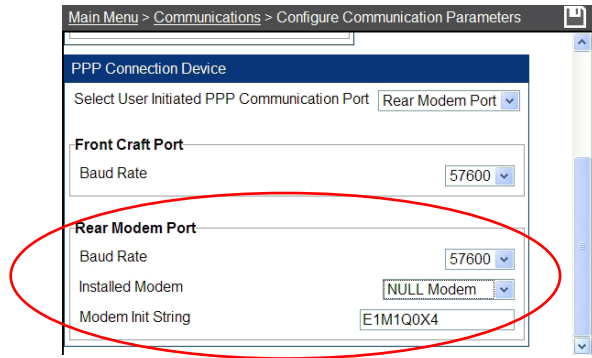 Main Menu > Communications > Configure Communication Parameters
PPP Connection Device
Select User Initiated PPP Communication Port Rear Modem Port
Front Craft Port
Baud Rate 57600
Rear Modem Port
Baud Rate 57600
Installed Modem NULL Modem
Modem Init String E1M1Q0X4